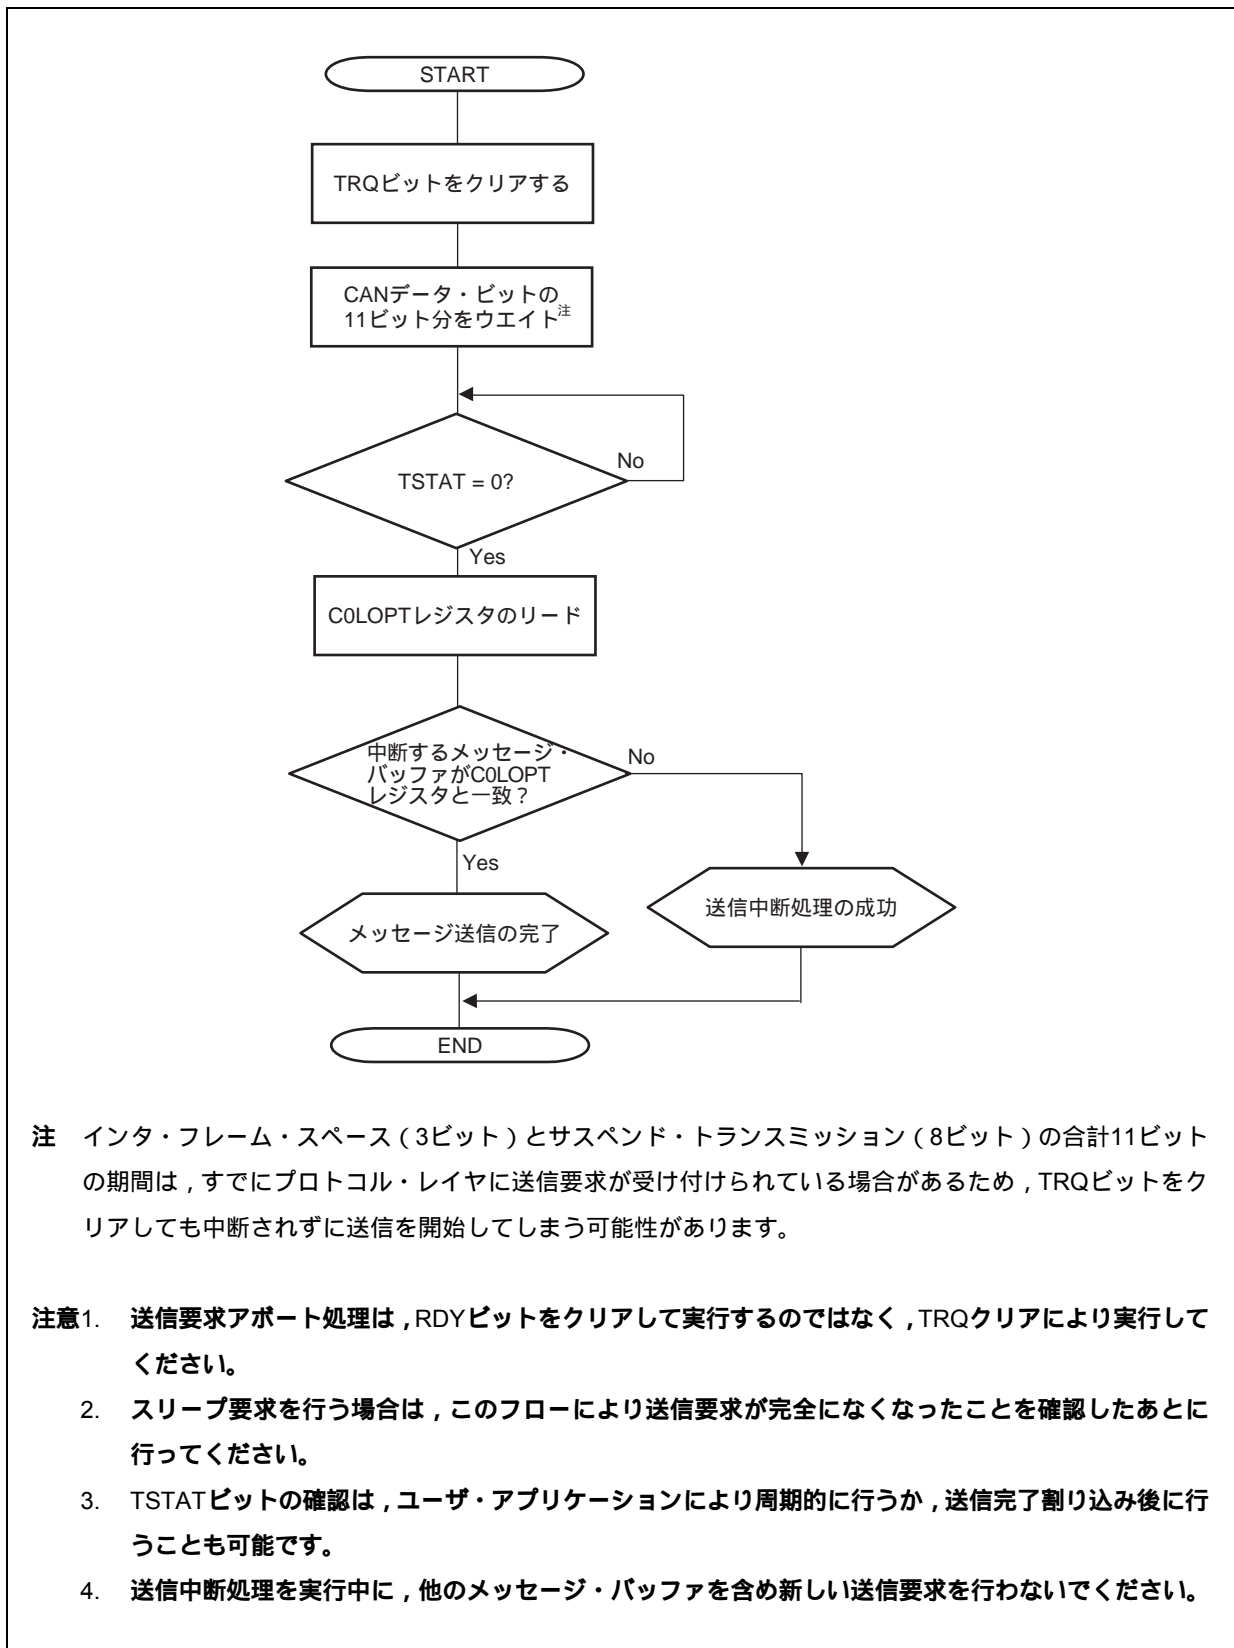 START
TRQビットをクリアする
CANデータ・ビットの
11ビット分をウエイト注
No
TSTAT = 0?
Yes
C0LOPTレジスタのリード
中断するメッセージ・
バッファがC0LOPT
レジスタと一致？
No
Yes
送信中断処理の成功
メッセージ送信の完了
END
注 インタ・フレーム・スペース（3ビット）とサスペンド・トランスミッション（8ビット）の合計11ビット
の期間は，すでにプロトコル・レイヤに送信要求が受け付けられている場合があるため，TRQビットをク
リアしても中断されずに送信を開始してしまう可能性があります。
注意1. 送信要求アボート処理は，RDYビットをクリアして実行するのではなく，TRQクリアにより実行して
ください。
2. スリープ要求を行う場合は，このフローにより送信要求が完全になくなったことを確認したあとに
行ってください。
3. TSTATビットの確認は，ユーザ・アプリケーションにより周期的に行うか，送信完了割り込み後に行
うことも可能です。
4. 送信中断処理を実行中に，他のメッセージ・バッファを含め新しい送信要求を行わないでください。